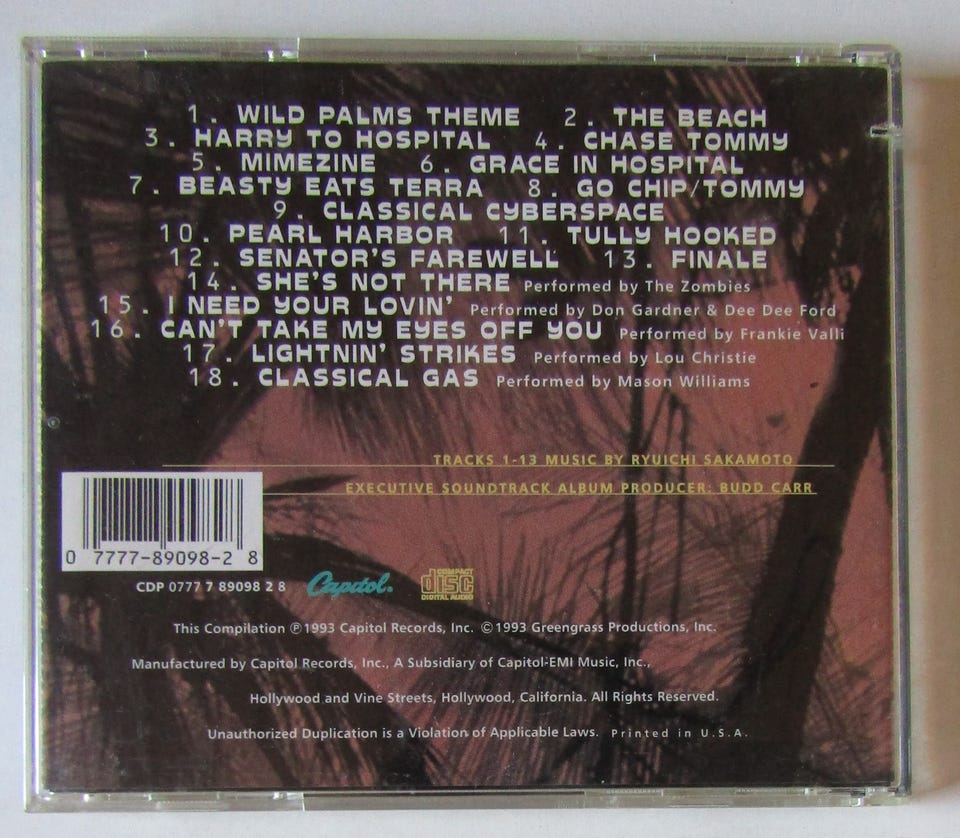 1. WILD PALMS THEME 2. THE BEACH
3. HARRY TO HOSPITAL 4. CHASE TOMMY
5. MIMEZINE 6. GRACE IN HOSPITAL
7. BEASTY EATS TERRA 8. GO CHIP/TOMMY
9. CLASSICAL CYBERSPACE
10. PEARL HARBOR 11. TULLY HOOKED
12. SENATOR'S FAREWELL 13. FINALE
14. SHE'S NOT THERE Performed by The Zombies
15. I NEED YOUR LOVIN' Performed by Don Gardner & Dee Dee Ford
16. CAN'T TAKE MY EYES OFF YOU Performed by Frankie Valli
17. LIGHTNIN' STRIKES Performed by Lou Christie
18. CLASSICAL GAS Performed by Mason Williams
TRACKS 1-13 MUSIC BY RYUICHI SAKAMOTO
EXECUTIVE SOUNDTRACK ALBUM PRODUCER: BUDD CARR
0 7777-89098-2 8
CDP 0777 7 89098 2 8 Capitol® COMPACT disc DIGITAL AUDIO
This Compilation ℗1993 Capitol Records, Inc. ©1993 Greengrass Productions, Inc.
Manufactured by Capitol Records, Inc., A Subsidiary of Capitol-EMI Music, Inc.,
Hollywood and Vine Streets, Hollywood, California. All Rights Reserved.
Unauthorized Duplication is a Violation of Applicable Laws. Printed in U.S.A.